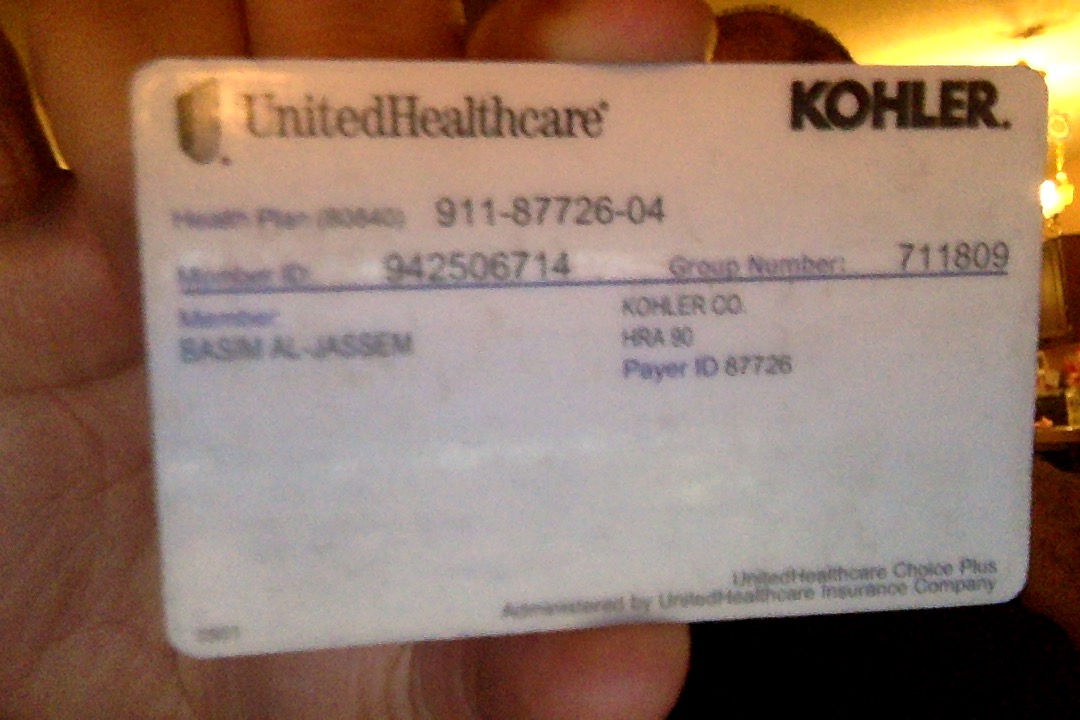 UnitedHealthcare®
KOHLER.
Health Plan (80840) 911-87726-04
Member ID: 942506714 Group Number: 711809
Member
BASIM AL-JASSEM
KOHLER CO.
HRA 90
Payer ID 87726
UnitedHealthcare Choice Plus
Administered by UnitedHealthcare Insurance Company